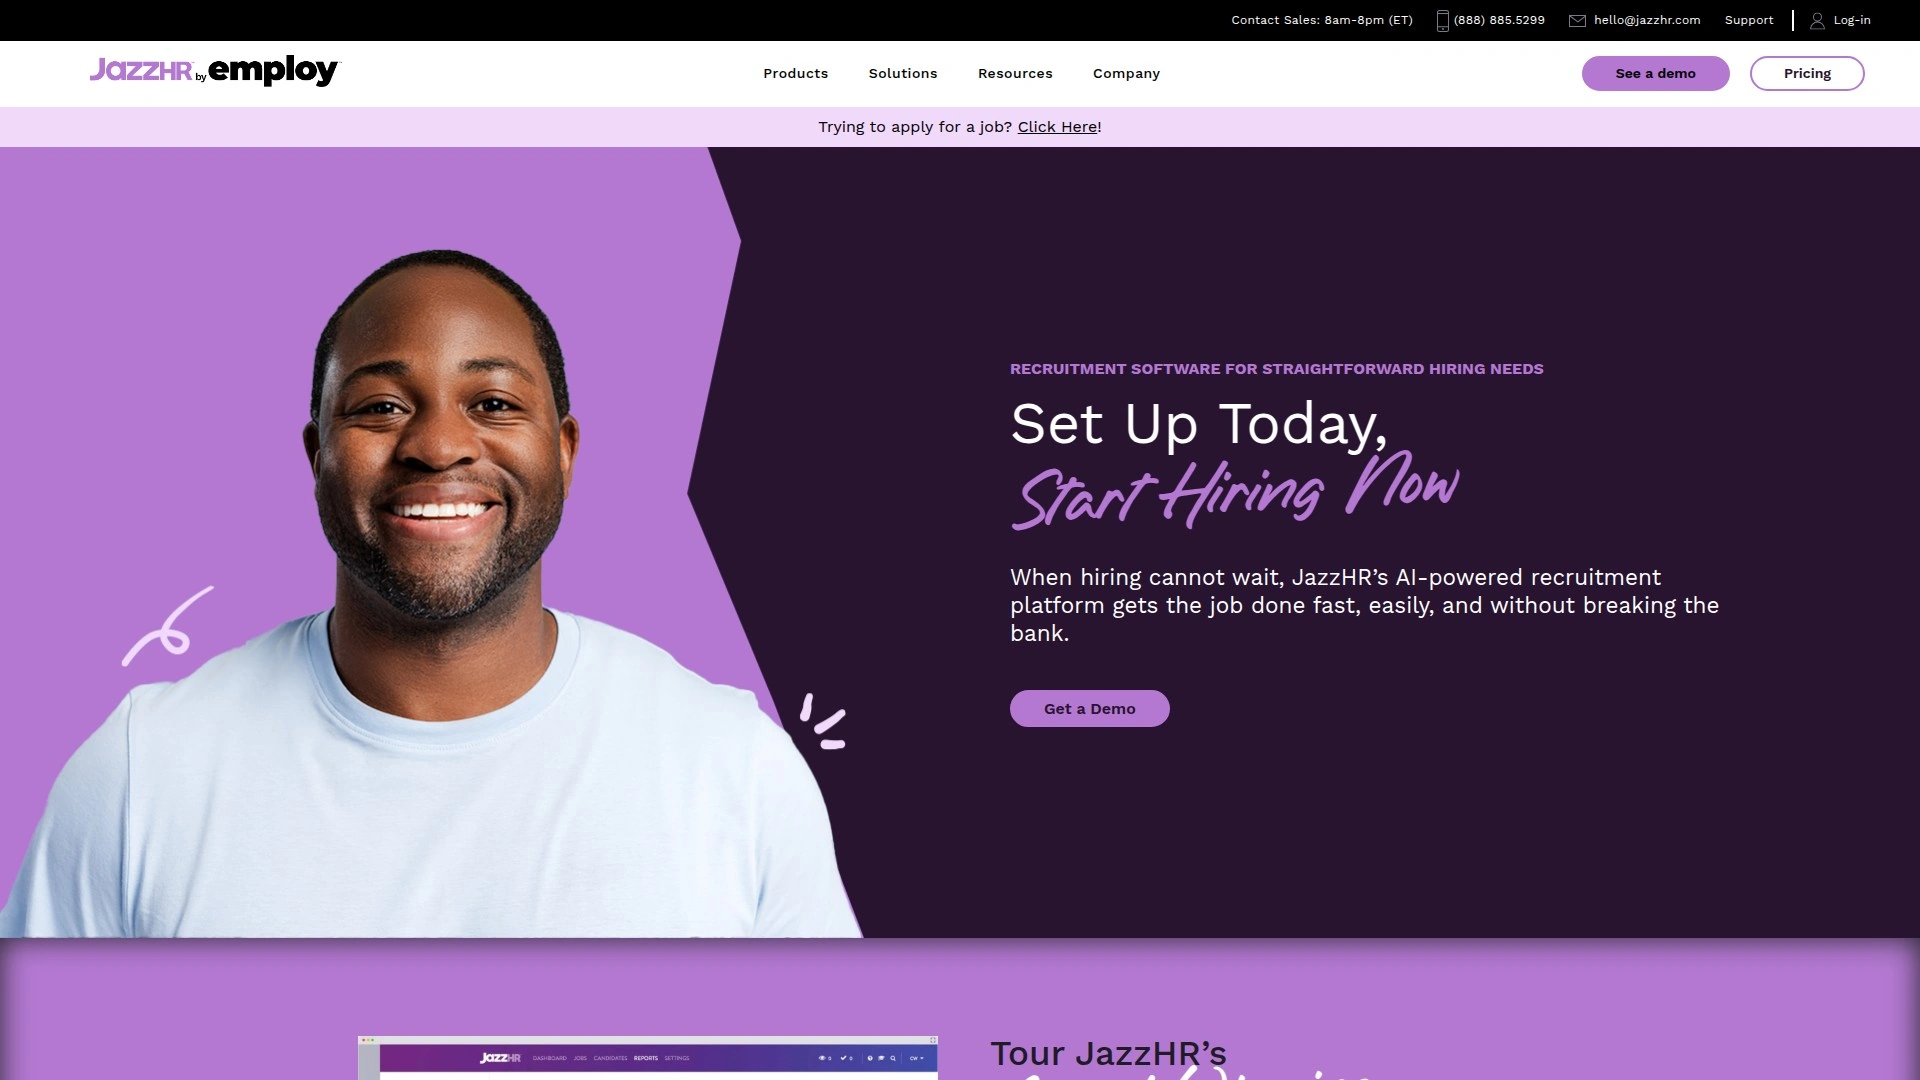 Contact Sales: 8am-8pm (ET) (888) 885.5299 hello@jazzhr.com Support Log-in
JazzHR by employ Products Solutions Resources Company See a demo Pricing
Trying to apply for a job? Click Here!
RECRUITMENT SOFTWARE FOR STRAIGHTFORWARD HIRING NEEDS
Set Up Today,
Start Hiring Now
When hiring cannot wait, JazzHR’s AI-powered recruitment
platform gets the job done fast, easily, and without breaking the
bank.
Get a Demo
JazzHR DASHBOARD JOBS CANDIDATES REPORTS SETTINGS 0 0 CW
Tour JazzHR’s